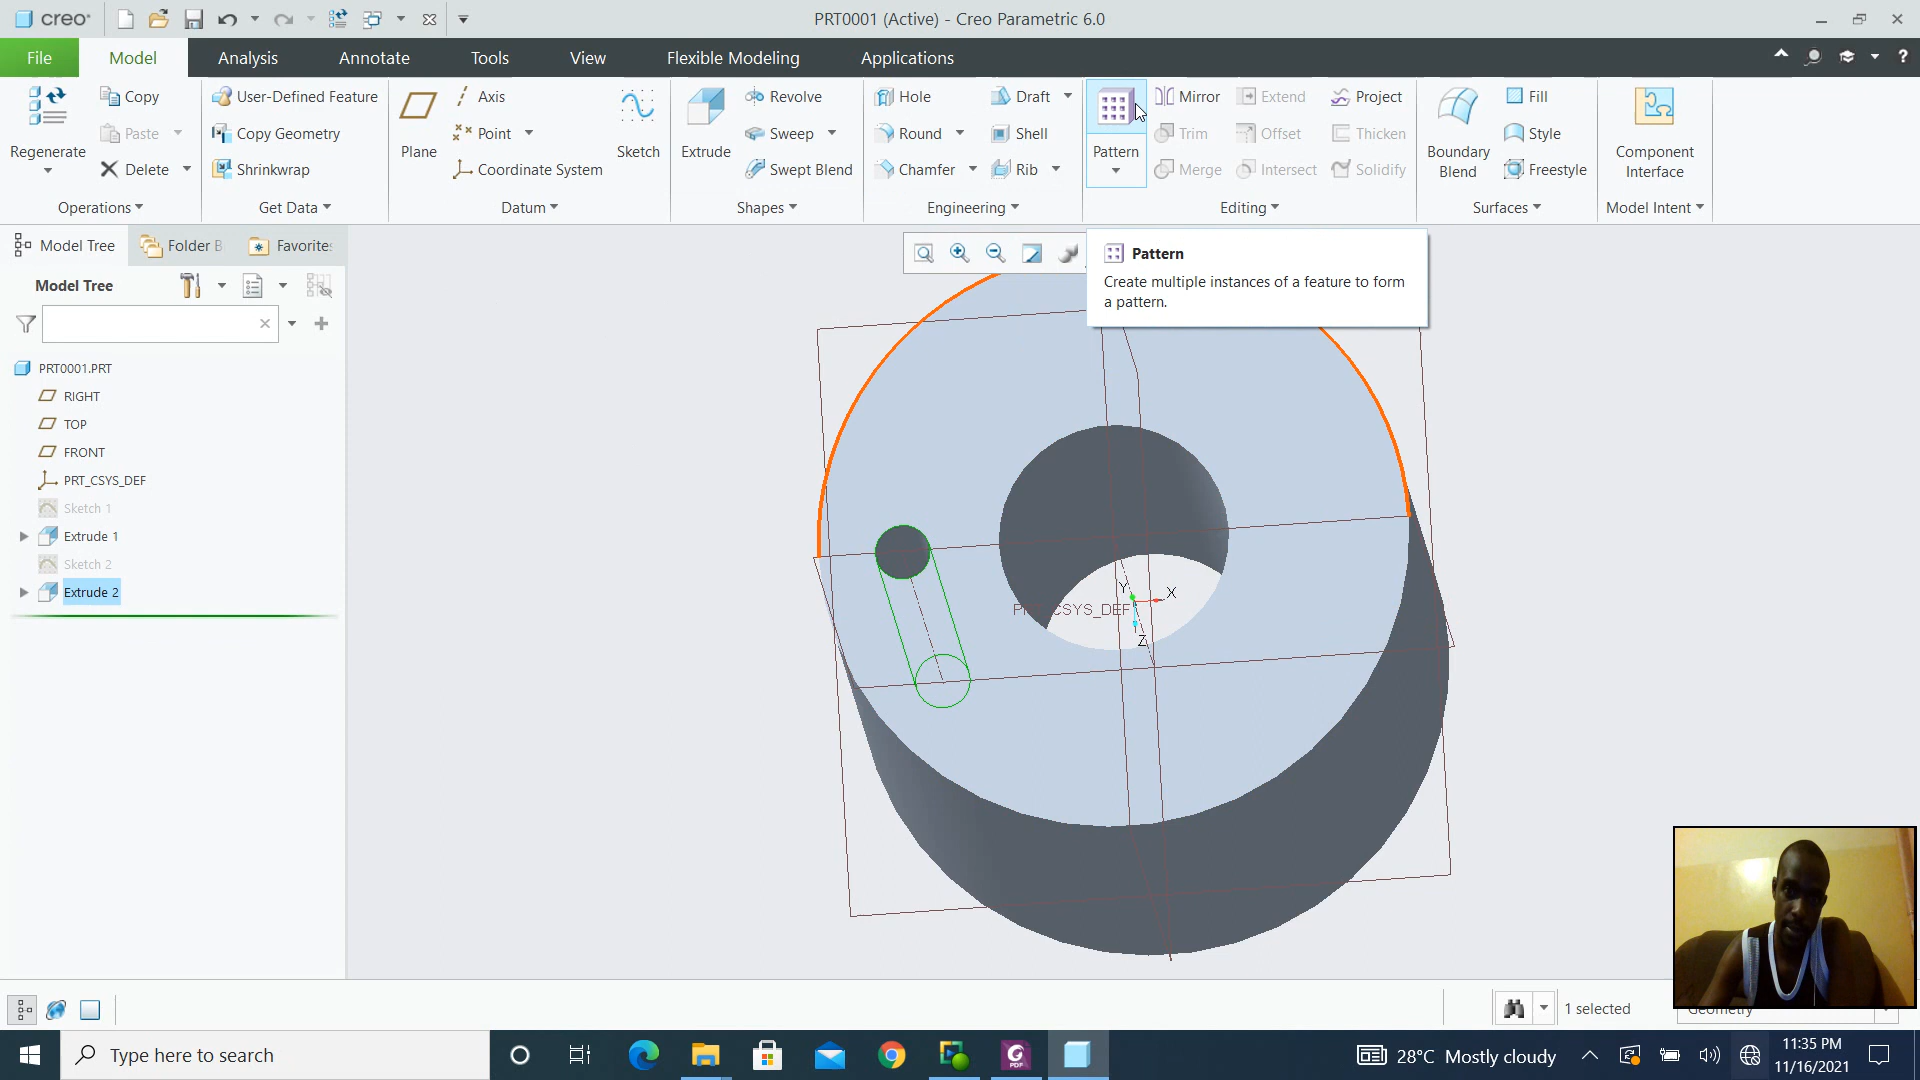 creo
PRT0001 (Active) - Creo Parametric 6.0
File Model Analysis Annotate Tools View Flexible Modeling Applications
Regenerate
Copy
Paste
Delete
Operations
User-Defined Feature
Copy Geometry
Shrinkwrap
Get Data
Plane
Axis
Point
Coordinate System
Sketch
Datum
Extrude
Revolve
Sweep
Swept Blend
Shapes
Hole
Round
Chamfer
Draft
Shell
Rib
Engineering
Pattern
Mirror
Trim
Merge
Extend
Offset
Intersect
Project
Thicken
Solidify
Editing
Boundary
Blend
Fill
Style
Freestyle
Surfaces
Component
Interface
Model Intent
Model Tree Folder B Favorites
Model Tree
PRT0001.PRT
RIGHT
TOP
FRONT
PRT_CSYS_DEF
Sketch 1
Extrude 1
Sketch 2
Extrude 2
Pattern
Create multiple instances of a feature to form
a pattern.
Y
X
PRT_CSYS_DEF
Z
1 selected
Geometry
Type here to search
28°C Mostly cloudy
11:35 PM
11/16/2021